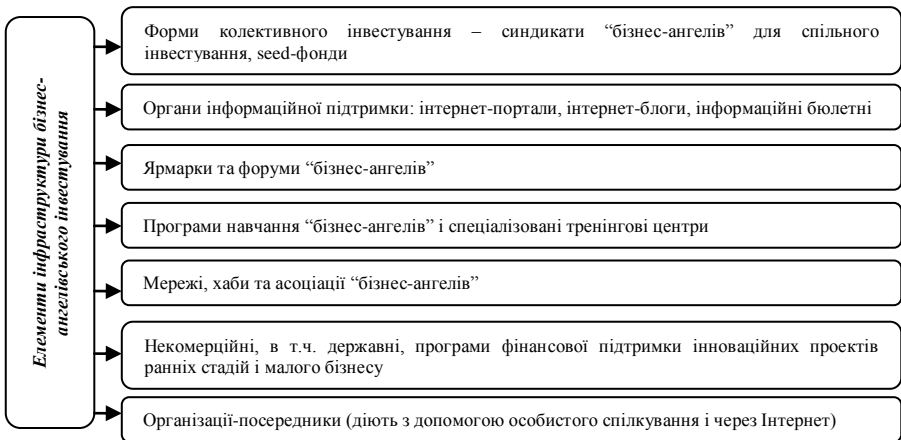 Елементи інфраструктури бізнес-
ангелівського інвестування
Форми колективного інвестування – синдикати “бізнес-ангелів” для спільного
інвестування, seed-фонди
Органи інформаційної підтримки: інтернет-портали, інтернет-блоги, інформаційні бюлетні
Ярмарки та форуми “бізнес-ангелів”
Програми навчання “бізнес-ангелів” і спеціалізовані тренінгові центри
Мережі, хаби та асоціації “бізнес-ангелів”
Некомерційні, в т.ч. державні, програми фінансової підтримки інноваційних проектів
ранніх стадій і малого бізнесу
Організації-посередники (діють з допомогою особистого спілкування і через Інтернет)